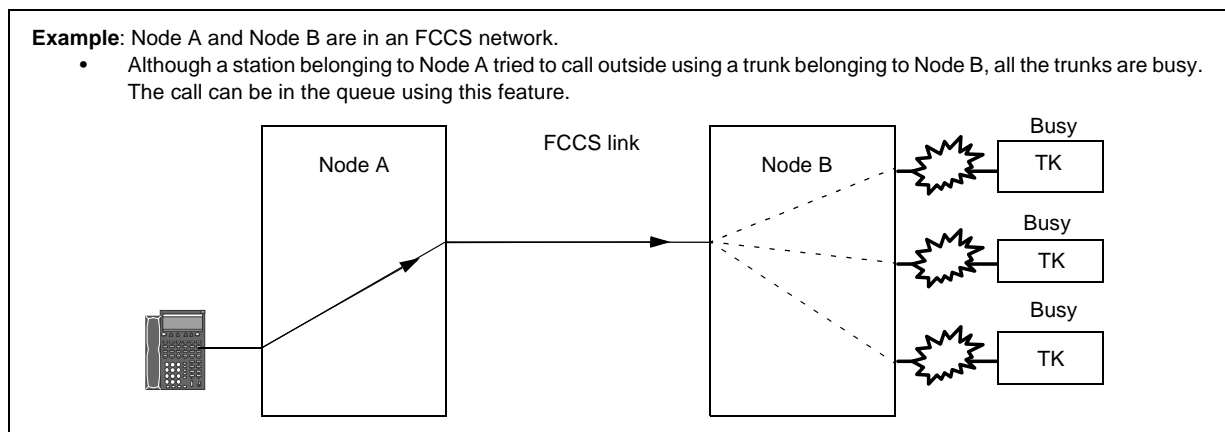 Example: Node A and Node B are in an FCCS network.
• Although a station belonging to Node A tried to call outside using a trunk belonging to Node B, all the trunks are busy.
The call can be in the queue using this feature.
Node A
FCCS link
Node B
Busy
TK
Busy
TK
Busy
TK